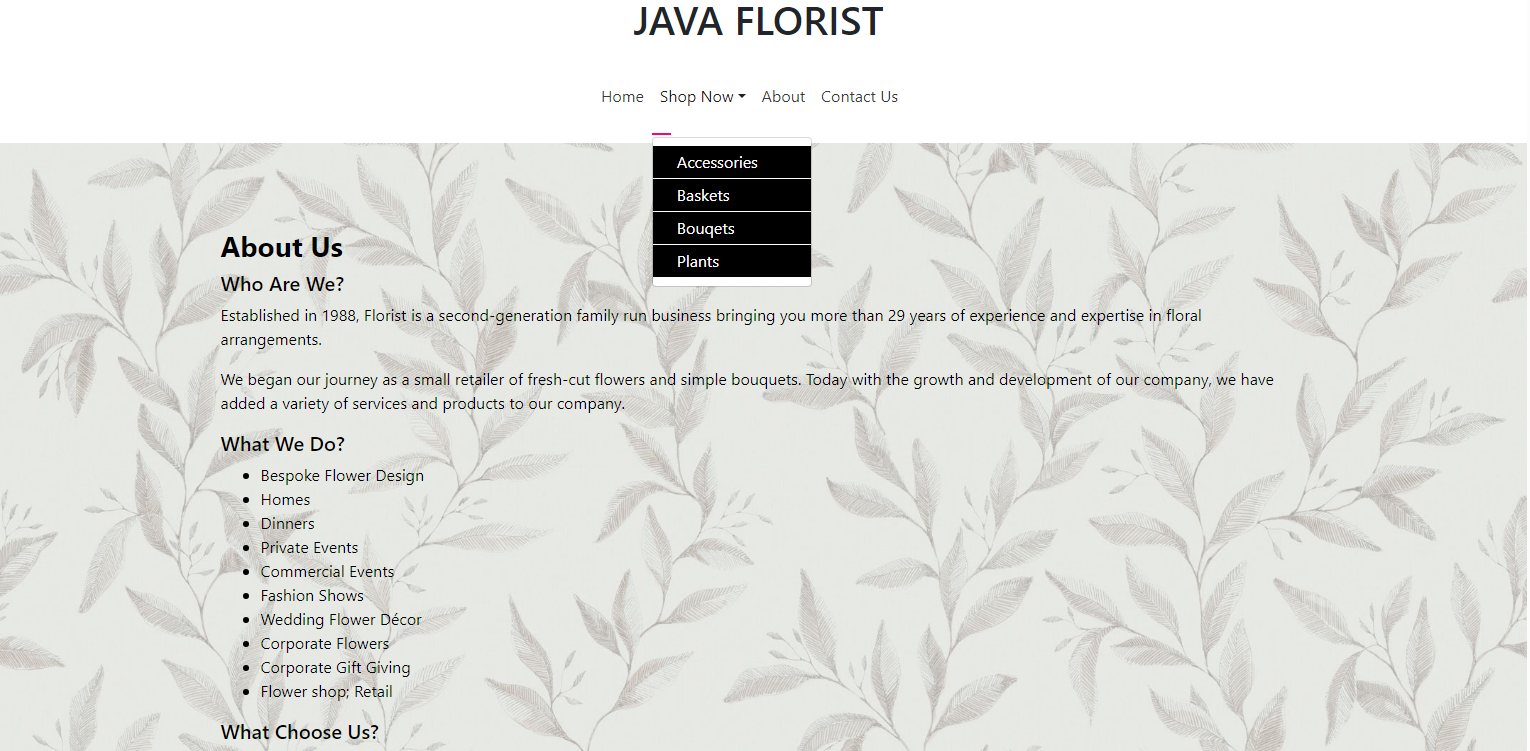 JAVA FLORIST
Home Shop Now About Contact Us
Accessories
Baskets
Bouqets
Plants
About Us
Who Are We?
Established in 1988, Florist is a second-generation family run business bringing you more than 29 years of experience and expertise in floral
arrangements.
We began our journey as a small retailer of fresh-cut flowers and simple bouquets. Today with the growth and development of our company, we have
added a variety of services and products to our company.
What We Do?
Bespoke Flower Design
Homes
Dinners
Private Events
Commercial Events
Fashion Shows
Wedding Flower Décor
Corporate Flowers
Corporate Gift Giving
Flower shop; Retail
What Choose Us?